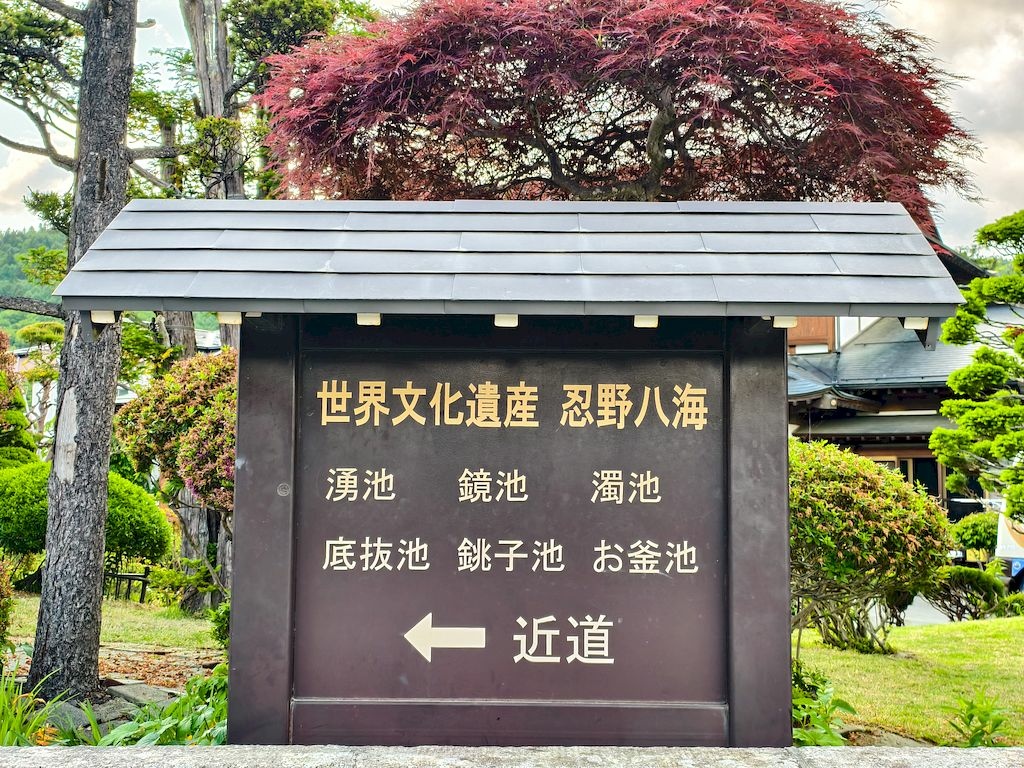 世界文化遺産 忍野八海
湧池 鏡池 濁池
底抜池 銚子池 お釜池
← 近道